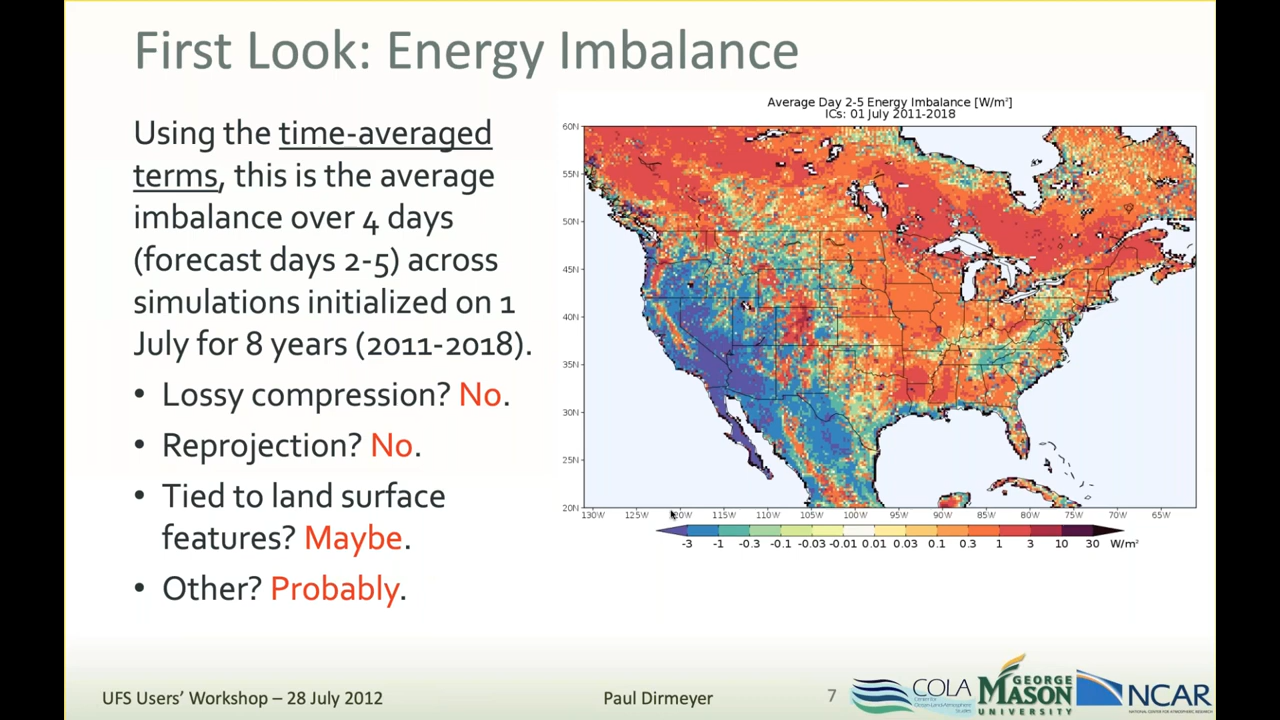 First Look: Energy Imbalance
Using the time-averaged
terms, this is the average
imbalance over 4 days
(forecast days 2-5) across
simulations initialized on 1
July for 8 years (2011-2018).
• Lossy compression? No.
• Reprojection? No.
• Tied to land surface
features? Maybe.
• Other? Probably.
Average Day 2-5 Energy Imbalance [W/m²]
ICs: 01 July 2011-2018
60N
55N
50N
45N
40N
35N
30N
25N
20N
130W 125W 120W 115W 110W 105W 100W 95W 90W 85W 80W 75W 70W 65W
-3 -1 -0.3 -0.1 -0.03 -0.01 0.01 0.03 0.1 0.3 1 3 10 30 W/m²
UFS Users’ Workshop – 28 July 2012
Paul Dirmeyer
7
COLA
GEORGE
MASON
UNIVERSITY
NCAR